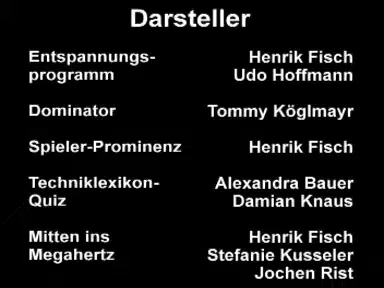 Darsteller
Entspannungs- Henrik Fisch
programm Udo Hoffmann
Dominator Tommy Köglmayr
Spieler-Prominenz Henrik Fisch
Techniklexikon- Alexandra Bauer
Quiz Damian Knaus
Mitten ins Henrik Fisch
Megahertz Stefanie Kusseler
Jochen Rist